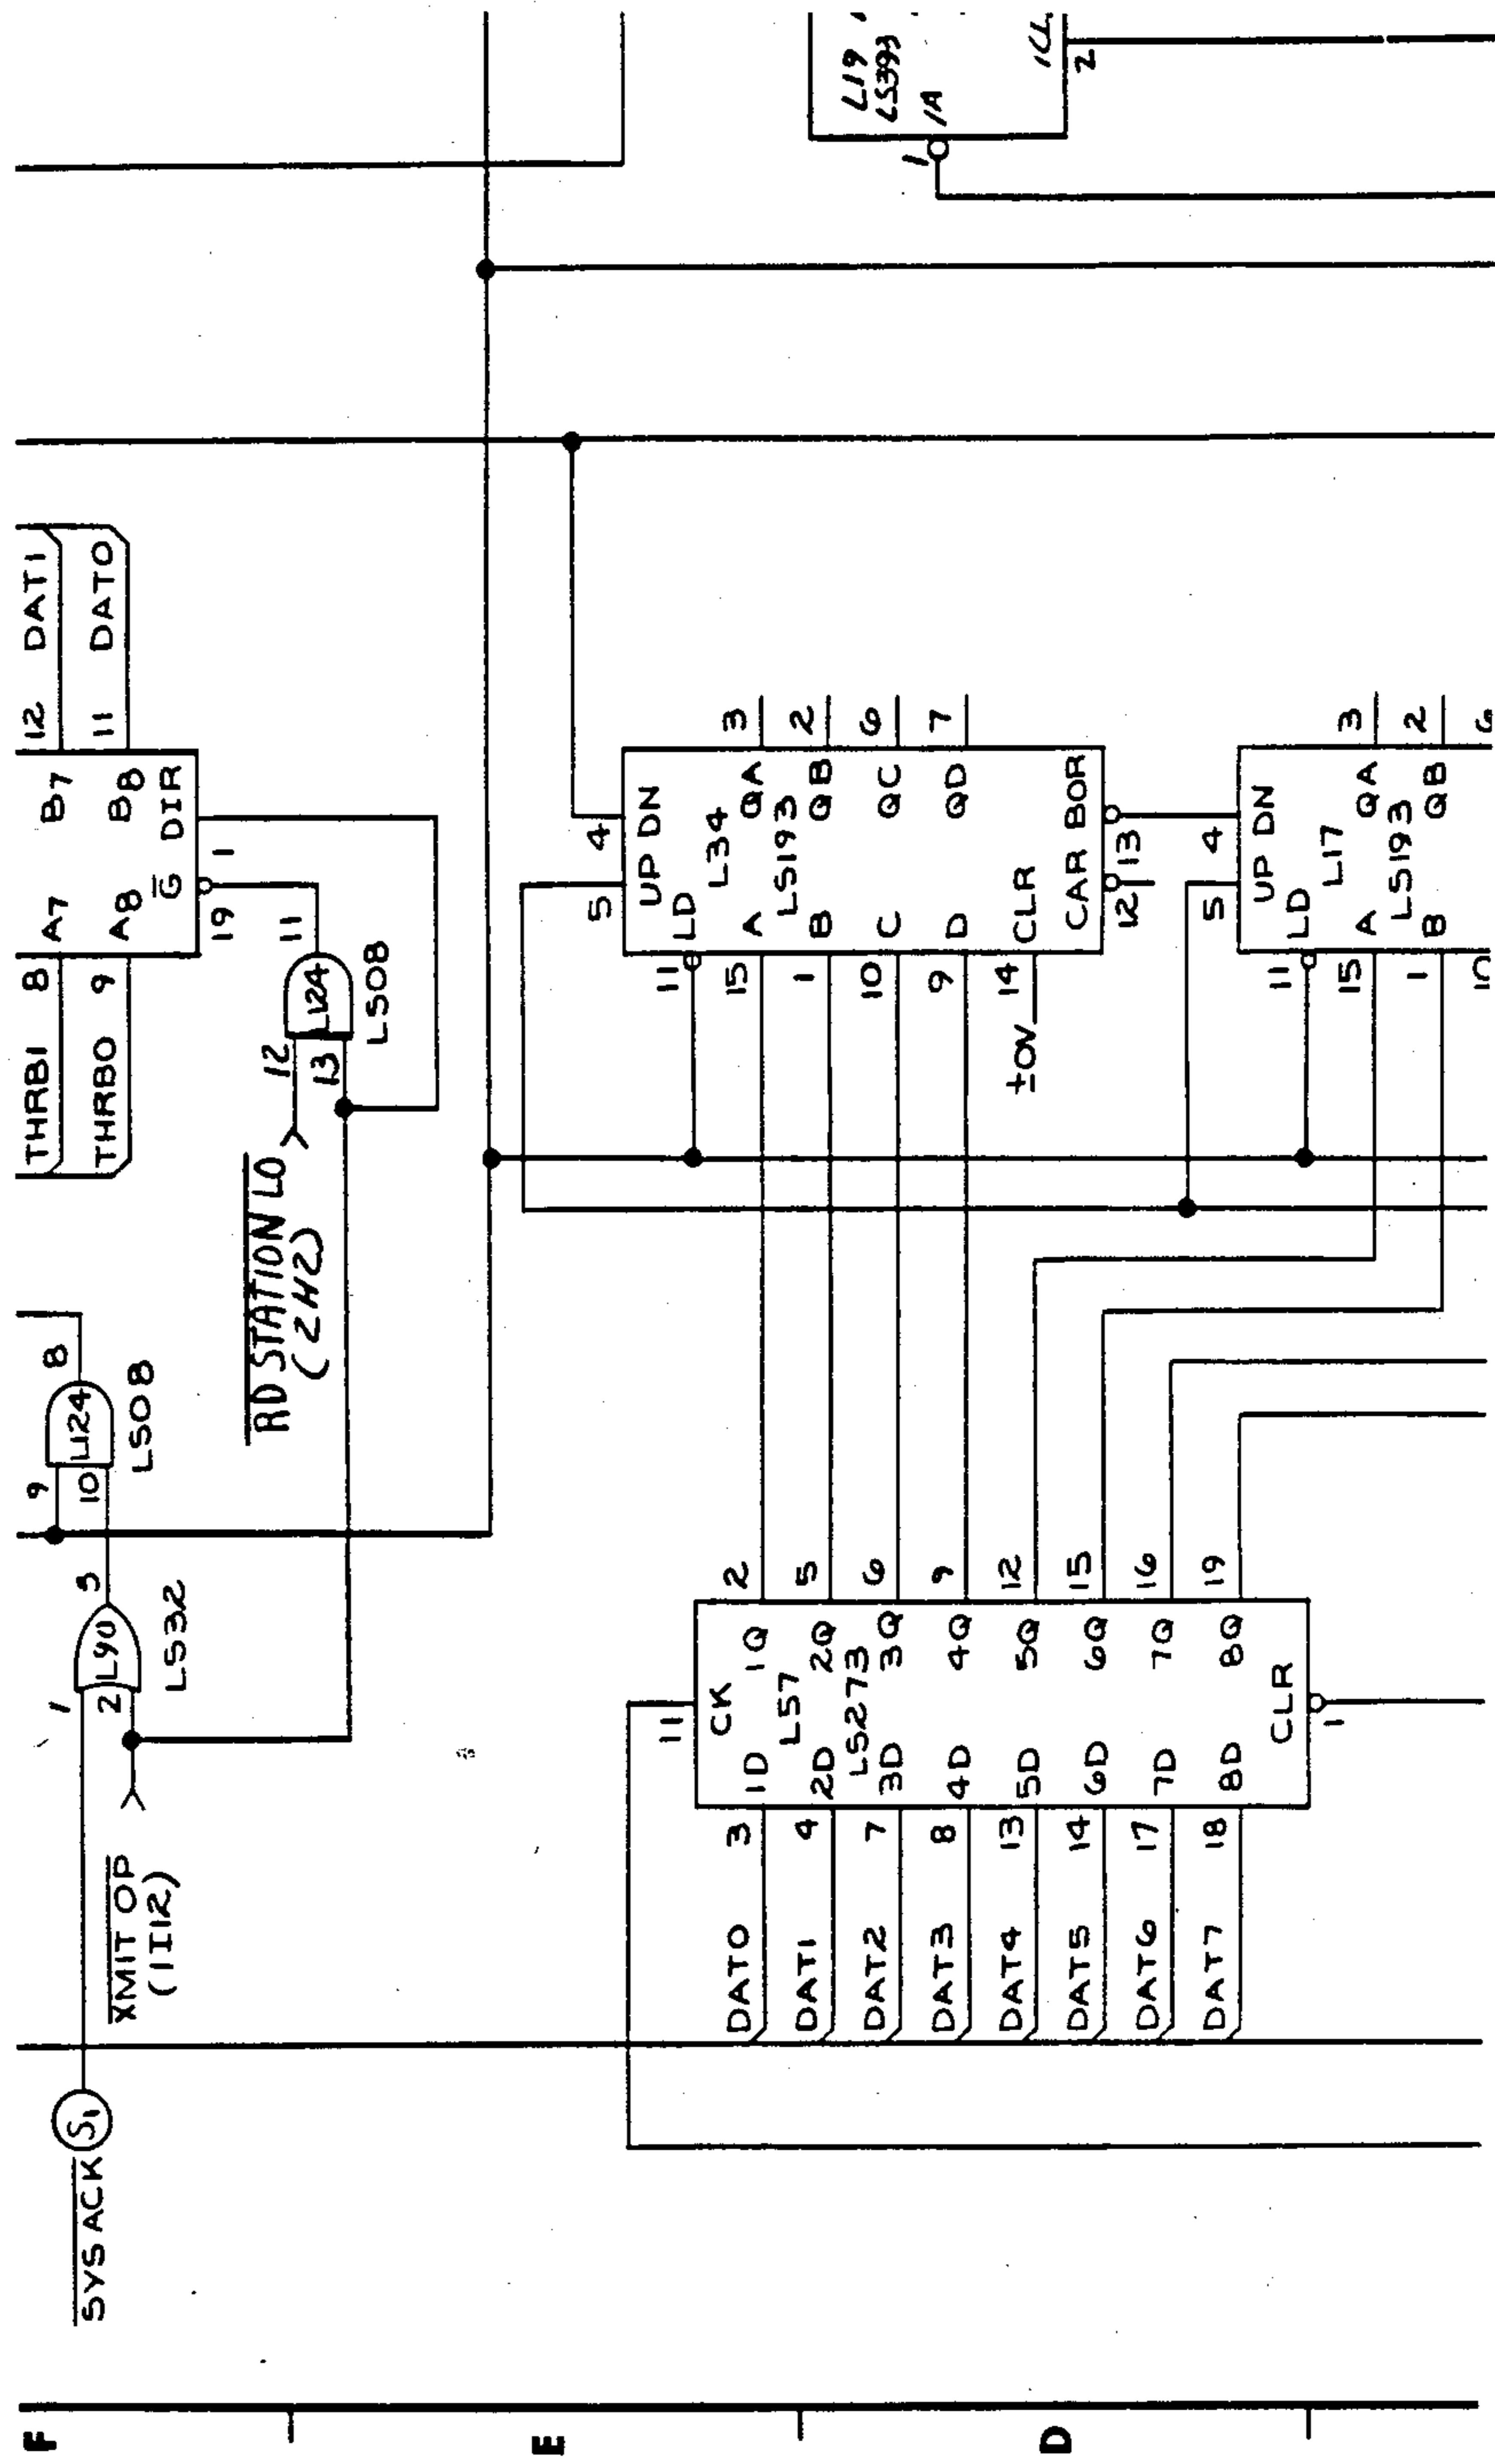 F
SYS ACK
S1
1
2
L90
LS32
3
9
10
L124
LS08
8
XMIT OP
(1I12)
THRB1 8
THRB0 9
A7 B7
A8 B8
G DIR
12 DAT1
11 DAT0
19 1
RD STATION LO
(2H2)
12
13
L124
LS08
11
E
11
CK
1D 1Q
L57
2D 2Q
LS273
3D 3Q
4D 4Q
5D 5Q
6D 6Q
7D 7Q
8D 8Q
CLR
1
DAT0 3
DAT1 4
DAT2 7
DAT3 8
DAT4 13
DAT5 14
DAT6 17
DAT7 18
2
5
6
9
12
15
16
19
5 4
UP DN
11 LD
L34
15 A QA 3
LS193
1 B QB 2
10 C QC 6
9 D QD 7
±0V 14 CLR
CAR BOR
12 13
D
5 4
UP DN
11 LD
L17
15 A QA 3
LS193
1 B QB 2
6
L19
LS393
1 1A
2